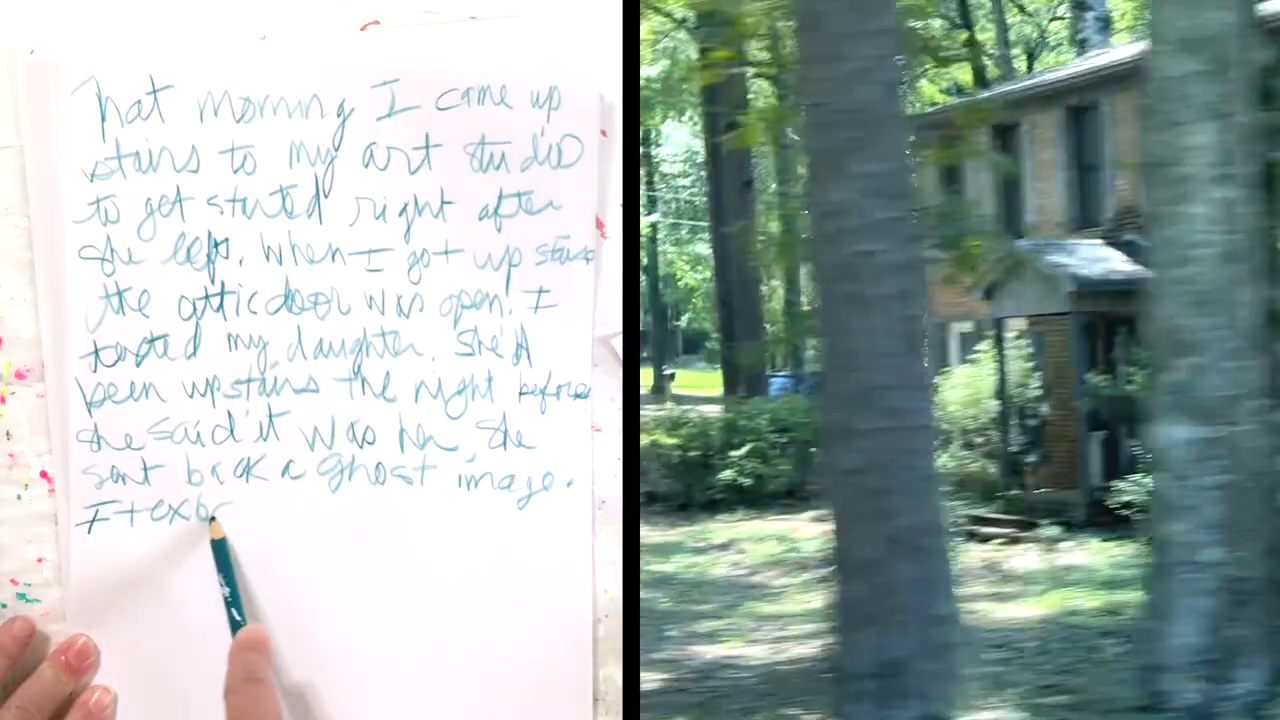 That morning I came up
stairs to my art studio
to get started right after
she left. When I got up stairs
the attic door was open. I
texted my daughter. She'd
been upstairs the night before
she said it was her. She
sent back a ghost image.
I + exb